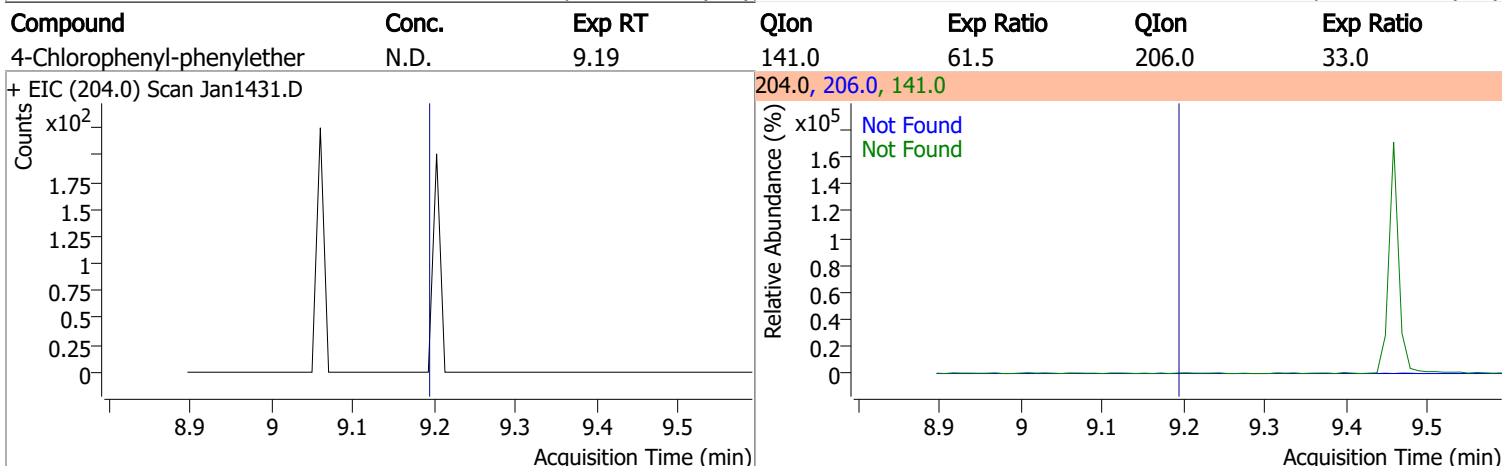 Compound Conc. Exp RT QIon Exp Ratio QIon Exp Ratio
4-Chlorophenyl-phenylether N.D. 9.19 141.0 61.5 206.0 33.0
+ EIC (204.0) Scan Jan1431.D
Counts
x10²
1.75
1.5
1.25
1
0.75
0.5
0.25
0
8.9 9 9.1 9.2 9.3 9.4 9.5
Acquisition Time (min)
204.0, 206.0, 141.0
Relative Abundance (%)
x10⁵
Not Found
Not Found
1.6
1.4
1.2
1
0.8
0.6
0.4
0.2
0
8.9 9 9.1 9.2 9.3 9.4 9.5
Acquisition Time (min)